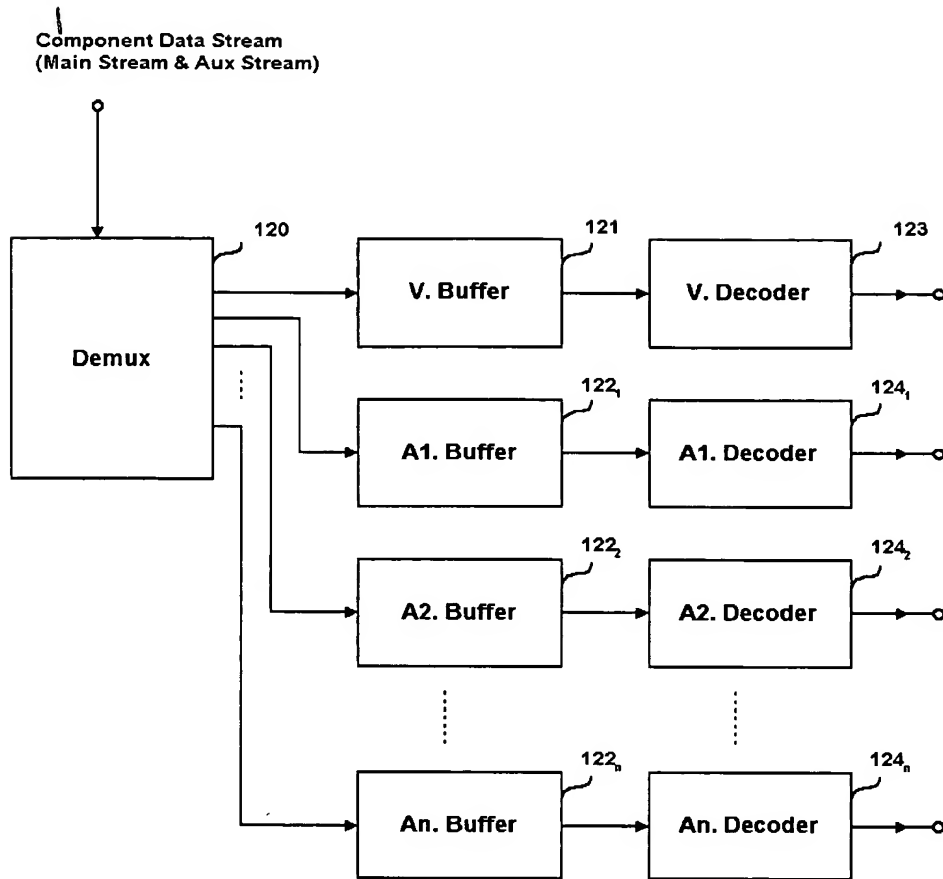 Component Data Stream
(Main Stream & Aux Stream)
120
121
123
V. Buffer
V. Decoder
Demux
122₁
124₁
A1. Buffer
A1. Decoder
122₂
124₂
A2. Buffer
A2. Decoder
122ₙ
124ₙ
An. Buffer
An. Decoder